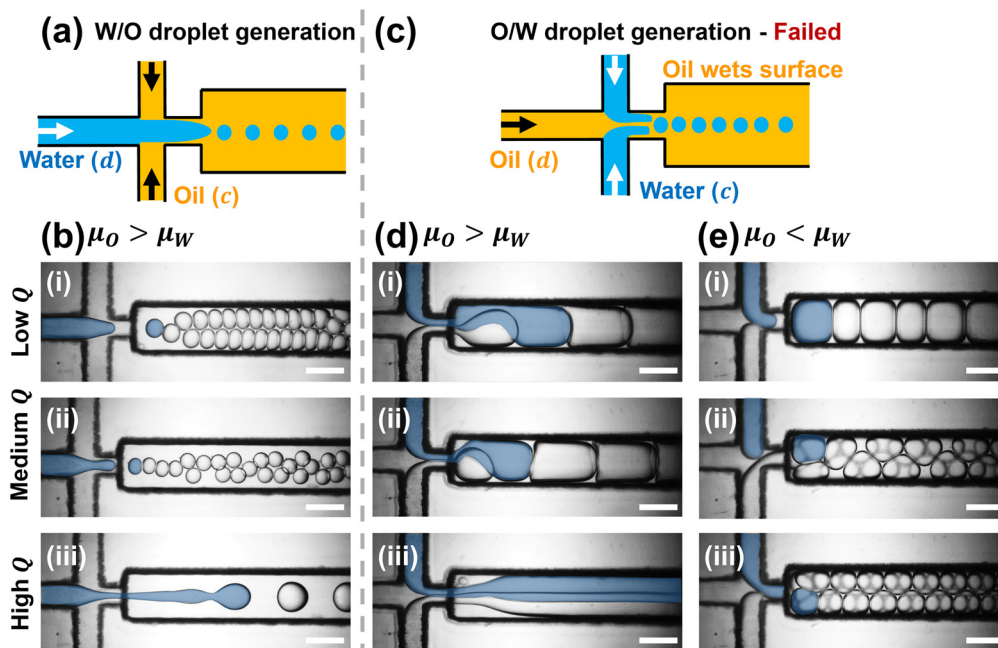 (a) W/O droplet generation
Water (d)
Oil (c)
(c) O/W droplet generation - Failed
Oil wets surface
Oil (d)
Water (c)
(b) μO > μW
(d) μO > μW
(e) μO < μW
Low Q
(i)
(i)
(i)
Medium Q
(ii)
(ii)
(ii)
High Q
(iii)
(iii)
(iii)